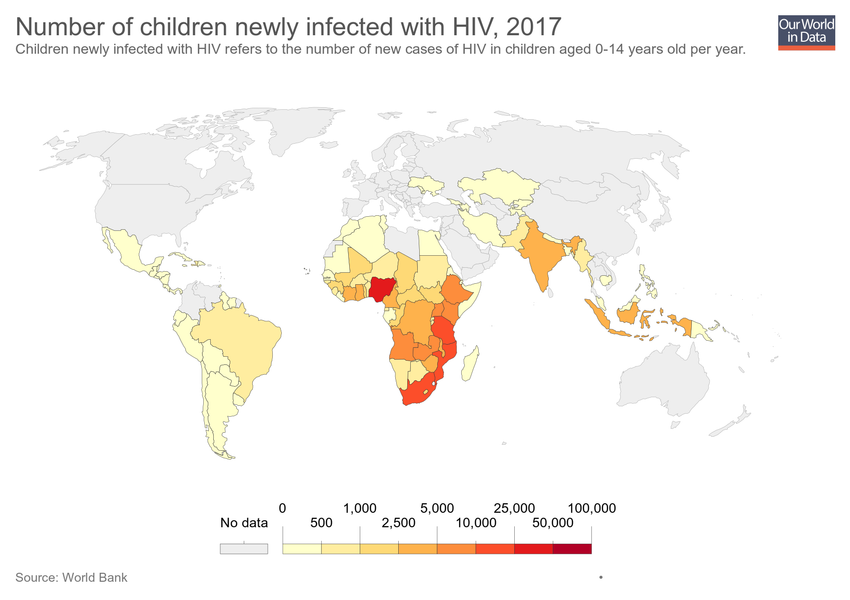 Number of children newly infected with HIV, 2017
Children newly infected with HIV refers to the number of new cases of HIV in children aged 0-14 years old per year.
Our World
in Data
0 1,000 5,000 25,000 100,000
No data 500 2,500 10,000 50,000
Source: World Bank